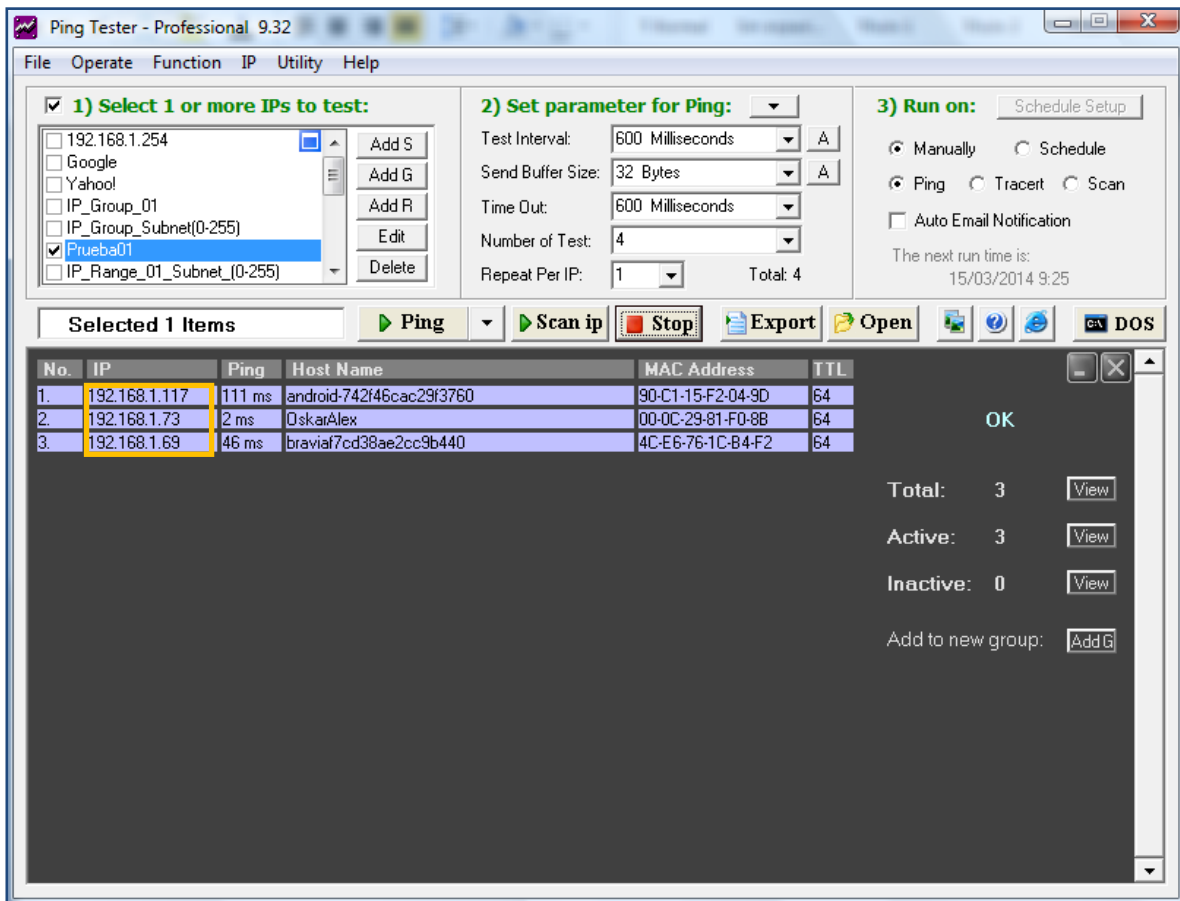 Ping Tester - Professional 9.32
File Operate Function IP Utility Help
1) Select 1 or more IPs to test:
192.168.1.254
Google
Yahoo!
IP_Group_01
IP_Group_Subnet(0-255)
Prueba01
IP_Range_01_Subnet_(0-255)
Add S
Add G
Add R
Edit
Delete
2) Set parameter for Ping:
Test Interval: 600 Milliseconds A
Send Buffer Size: 32 Bytes A
Time Out: 600 Milliseconds
Number of Test: 4
Repeat Per IP: 1 Total: 4
3) Run on: Schedule Setup
Manually Schedule
Ping Tracert Scan
Auto Email Notification
The next run time is:
15/03/2014 9:25
Selected 1 Items Ping Scan ip Stop Export Open DOS
No. IP Ping Host Name MAC Address TTL
1. 192.168.1.117 111 ms android-742f46cac29f3760 90-C1-15-F2-04-9D 64
2. 192.168.1.73 2 ms OskarAlex 00-0C-29-81-F0-8B 64
3. 192.168.1.69 46 ms braviaf7cd38ae2cc9b440 4C-E6-76-1C-B4-F2 64
OK
Total: 3 View
Active: 3 View
Inactive: 0 View
Add to new group: Add G